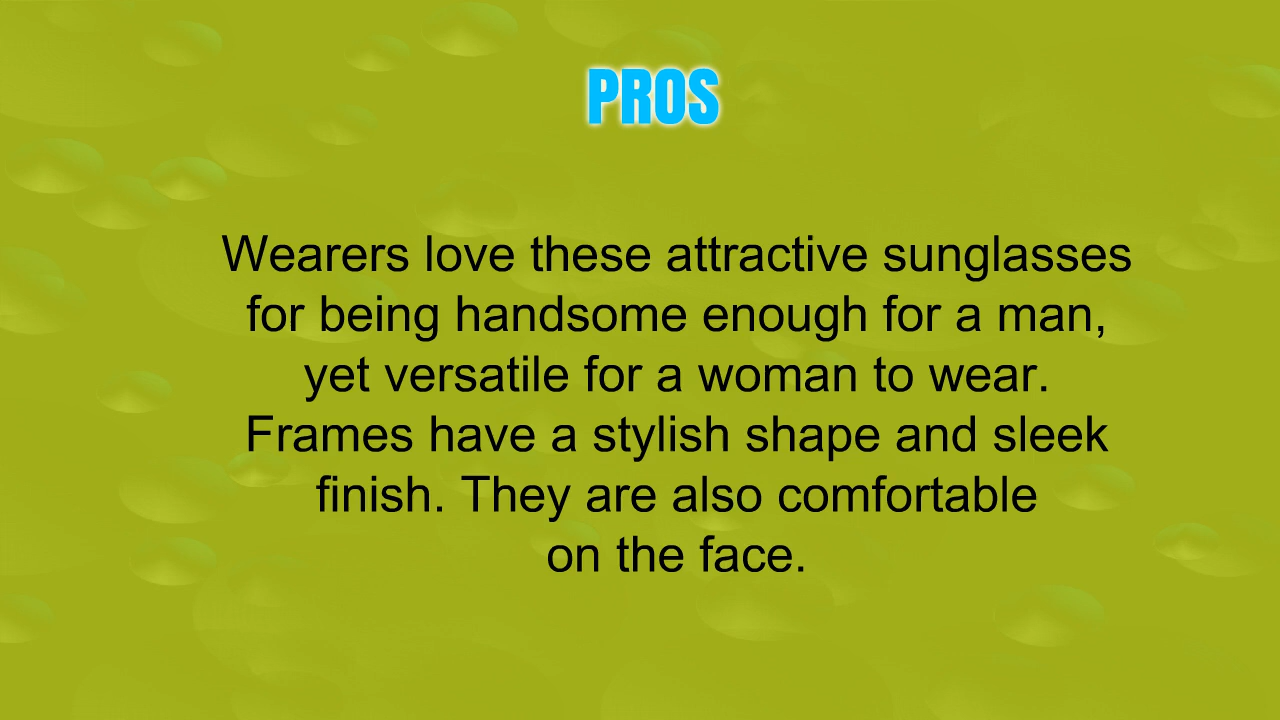 PROS
Wearers love these attractive sunglasses
for being handsome enough for a man,
yet versatile for a woman to wear.
Frames have a stylish shape and sleek
finish. They are also comfortable
on the face.